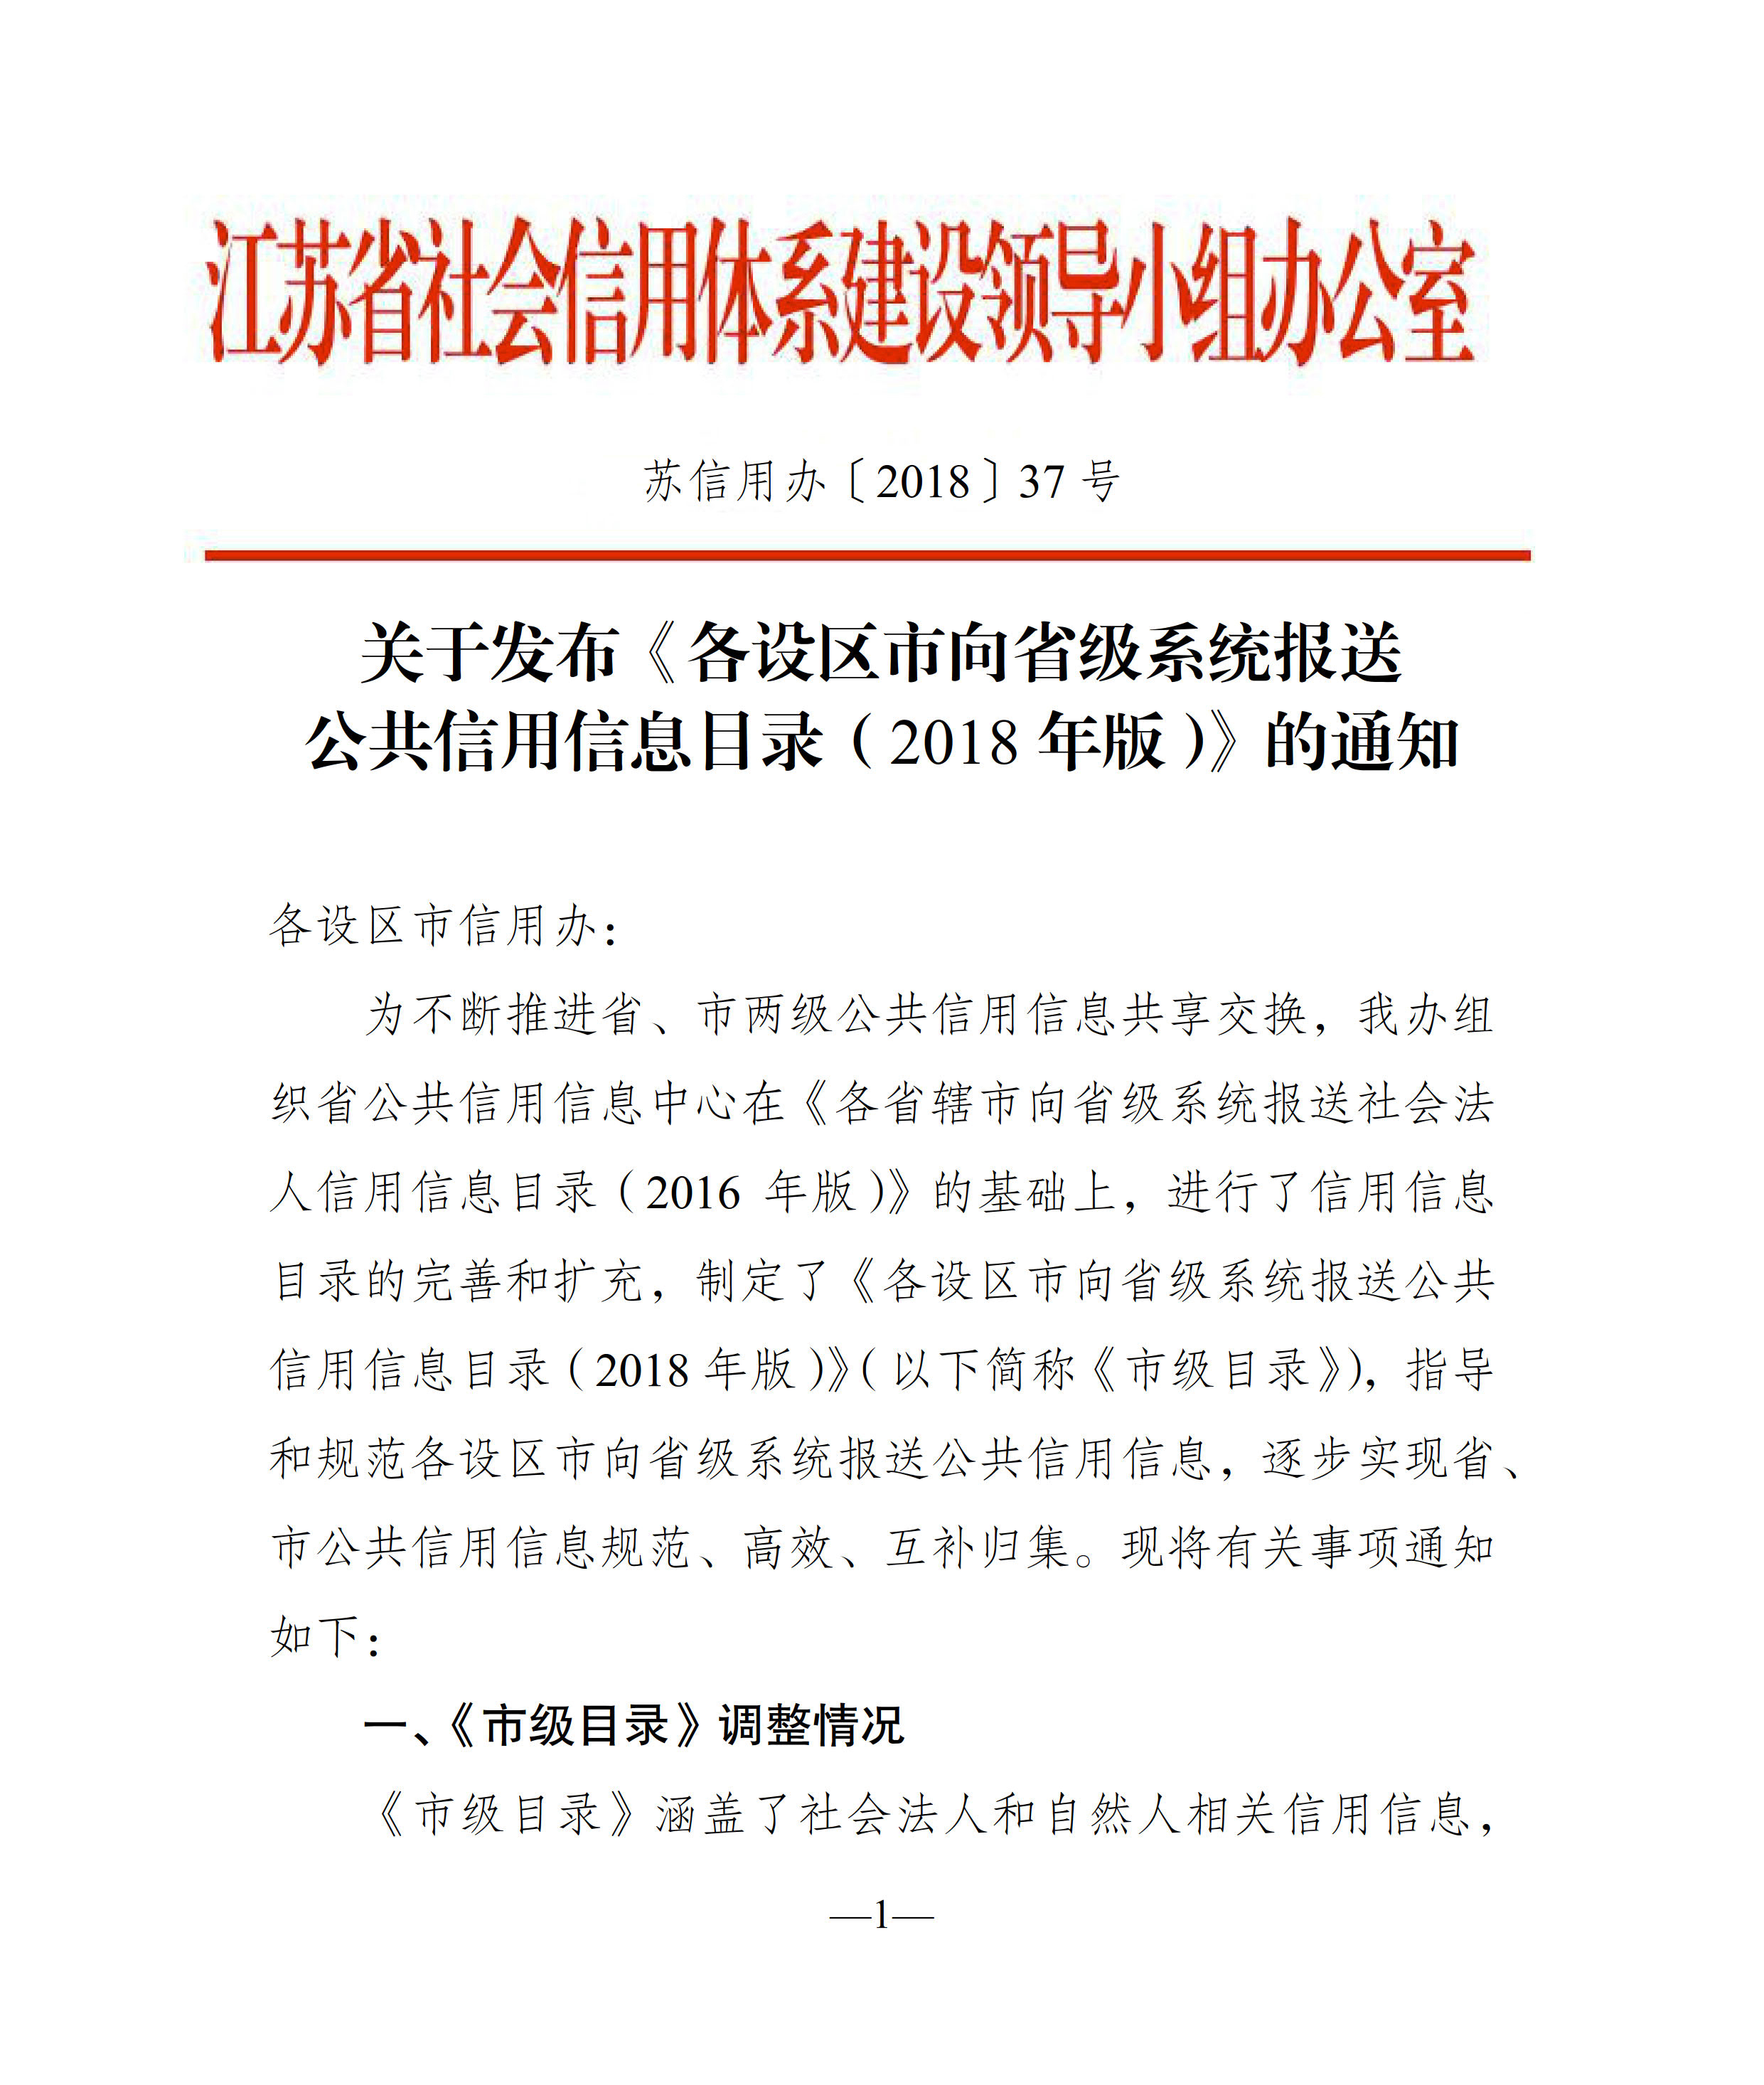 江苏省社会信用体系建设领导小组办公室
苏信用办〔2018〕37 号
关于发布《各设区市向省级系统报送
公共信用信息目录（2018 年版）》的通知
各设区市信用办：
为不断推进省、市两级公共信用信息共享交换，我办组
织省公共信用信息中心在《各省辖市向省级系统报送社会法
人信用信息目录（2016 年版）》的基础上，进行了信用信息
目录的完善和扩充，制定了《各设区市向省级系统报送公共
信用信息目录（2018 年版）》（以下简称《市级目录》），指导
和规范各设区市向省级系统报送公共信用信息，逐步实现省、
市公共信用信息规范、高效、互补归集。现将有关事项通知
如下：
一、《市级目录》调整情况
《市级目录》涵盖了社会法人和自然人相关信用信息，
—1—